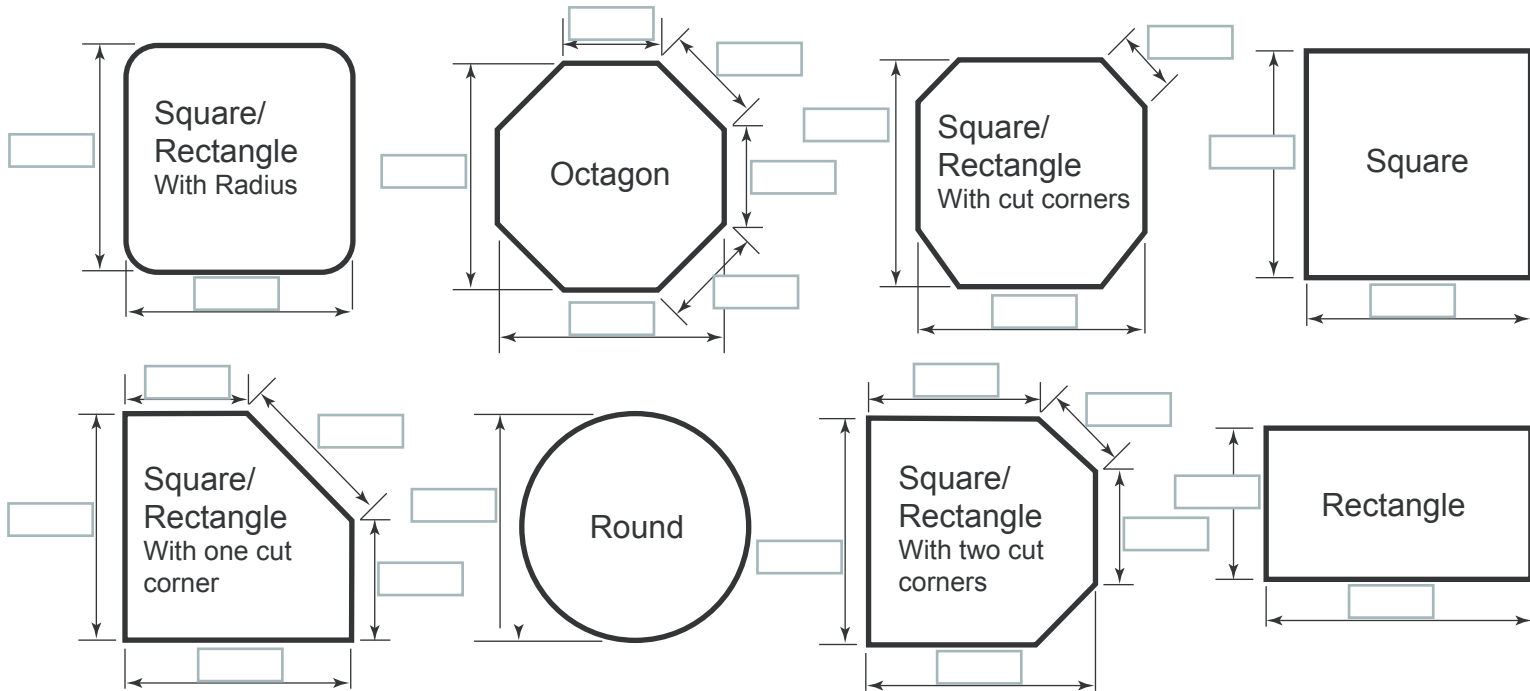 Square/
Rectangle
With Radius
Octagon
Square/
Rectangle
With cut corners
Square
Square/
Rectangle
With one cut
corner
Round
Square/
Rectangle
With two cut
corners
Rectangle